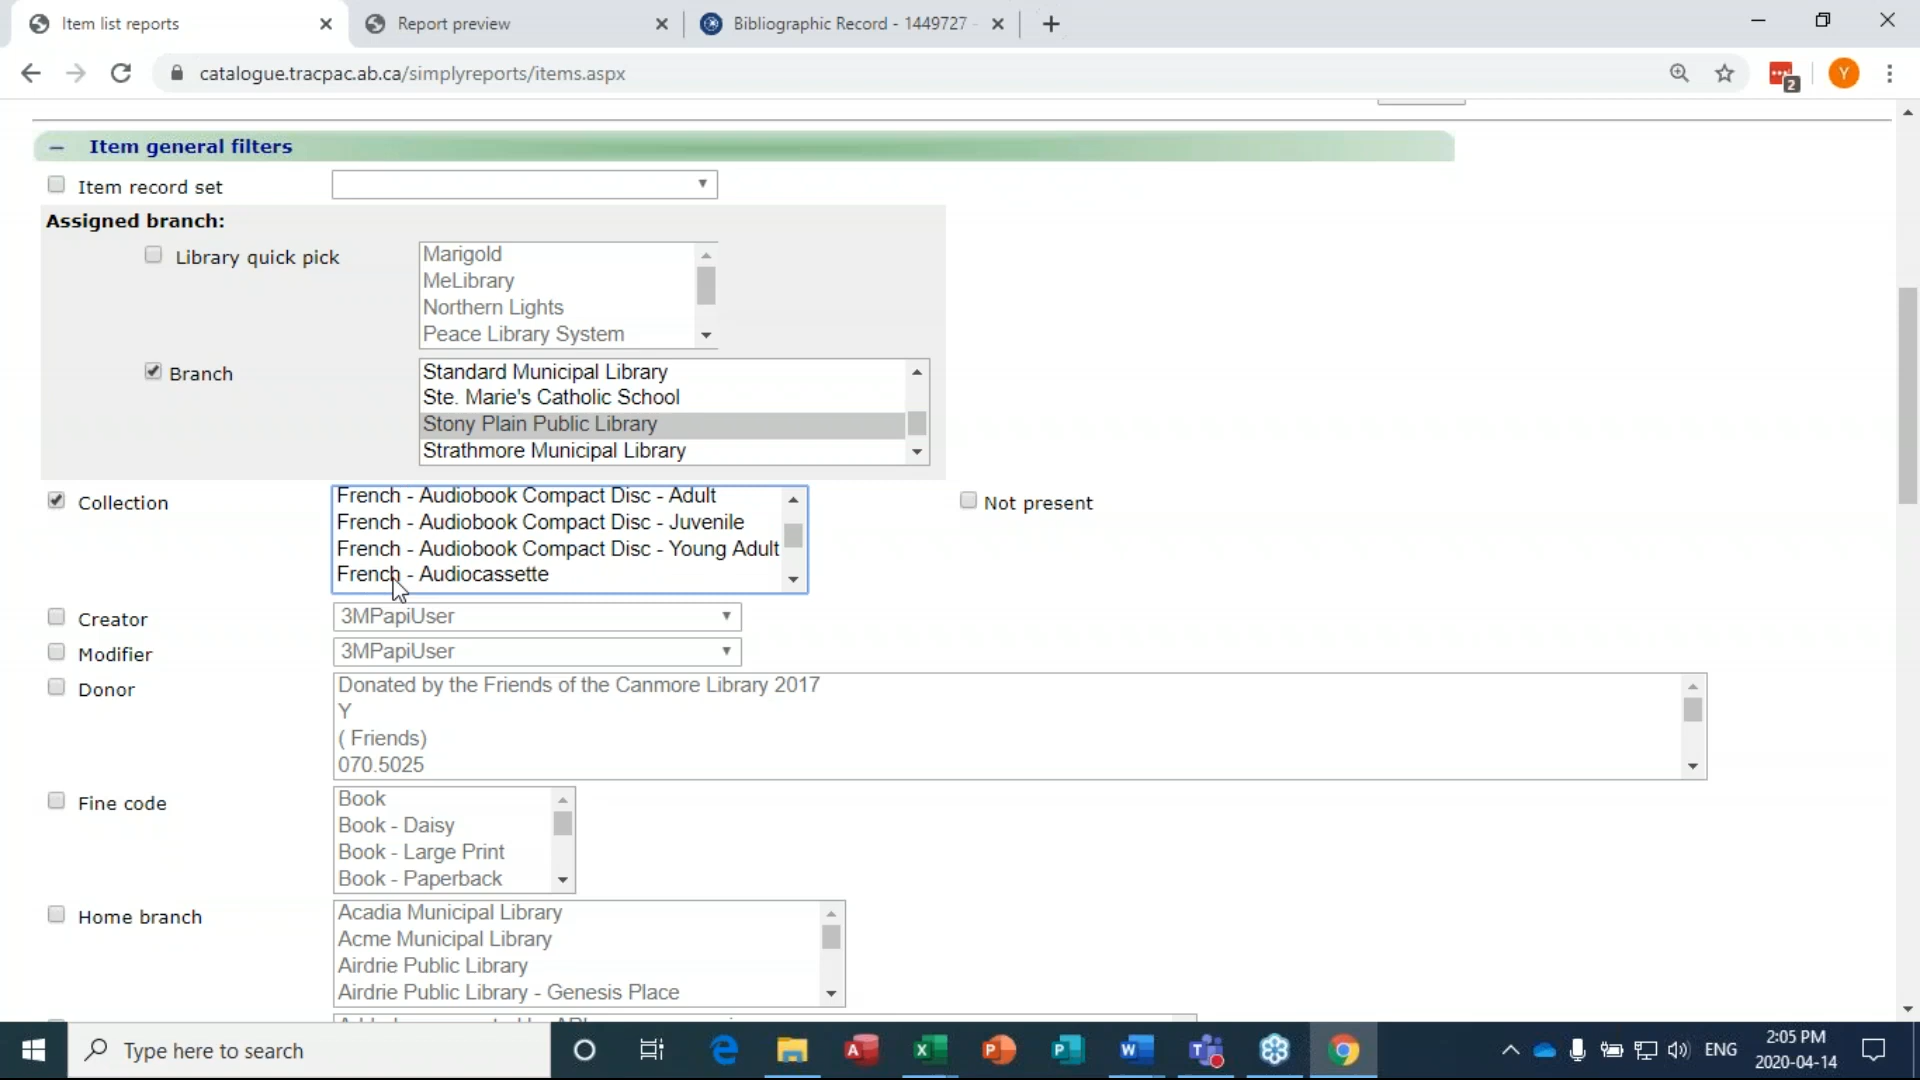 Item list reports
Report preview
Bibliographic Record - 1449727 -
catalogue.tracpac.ab.ca/simplyreports/items.aspx
2
Y
Item general filters
Item record set
Assigned branch:
Library quick pick
Marigold
MeLibrary
Northern Lights
Peace Library System
Branch
Standard Municipal Library
Ste. Marie's Catholic School
Stony Plain Public Library
Strathmore Municipal Library
Collection
French - Audiobook Compact Disc - Adult
French - Audiobook Compact Disc - Juvenile
French - Audiobook Compact Disc - Young Adult
French - Audiocassette
Not present
Creator
3MPapiUser
Modifier
3MPapiUser
Donor
Donated by the Friends of the Canmore Library 2017
Y
( Friends)
070.5025
Fine code
Book
Book - Daisy
Book - Large Print
Book - Paperback
Home branch
Acadia Municipal Library
Acme Municipal Library
Airdrie Public Library
Airdrie Public Library - Genesis Place
Type here to search
ENG
2:05 PM
2020-04-14